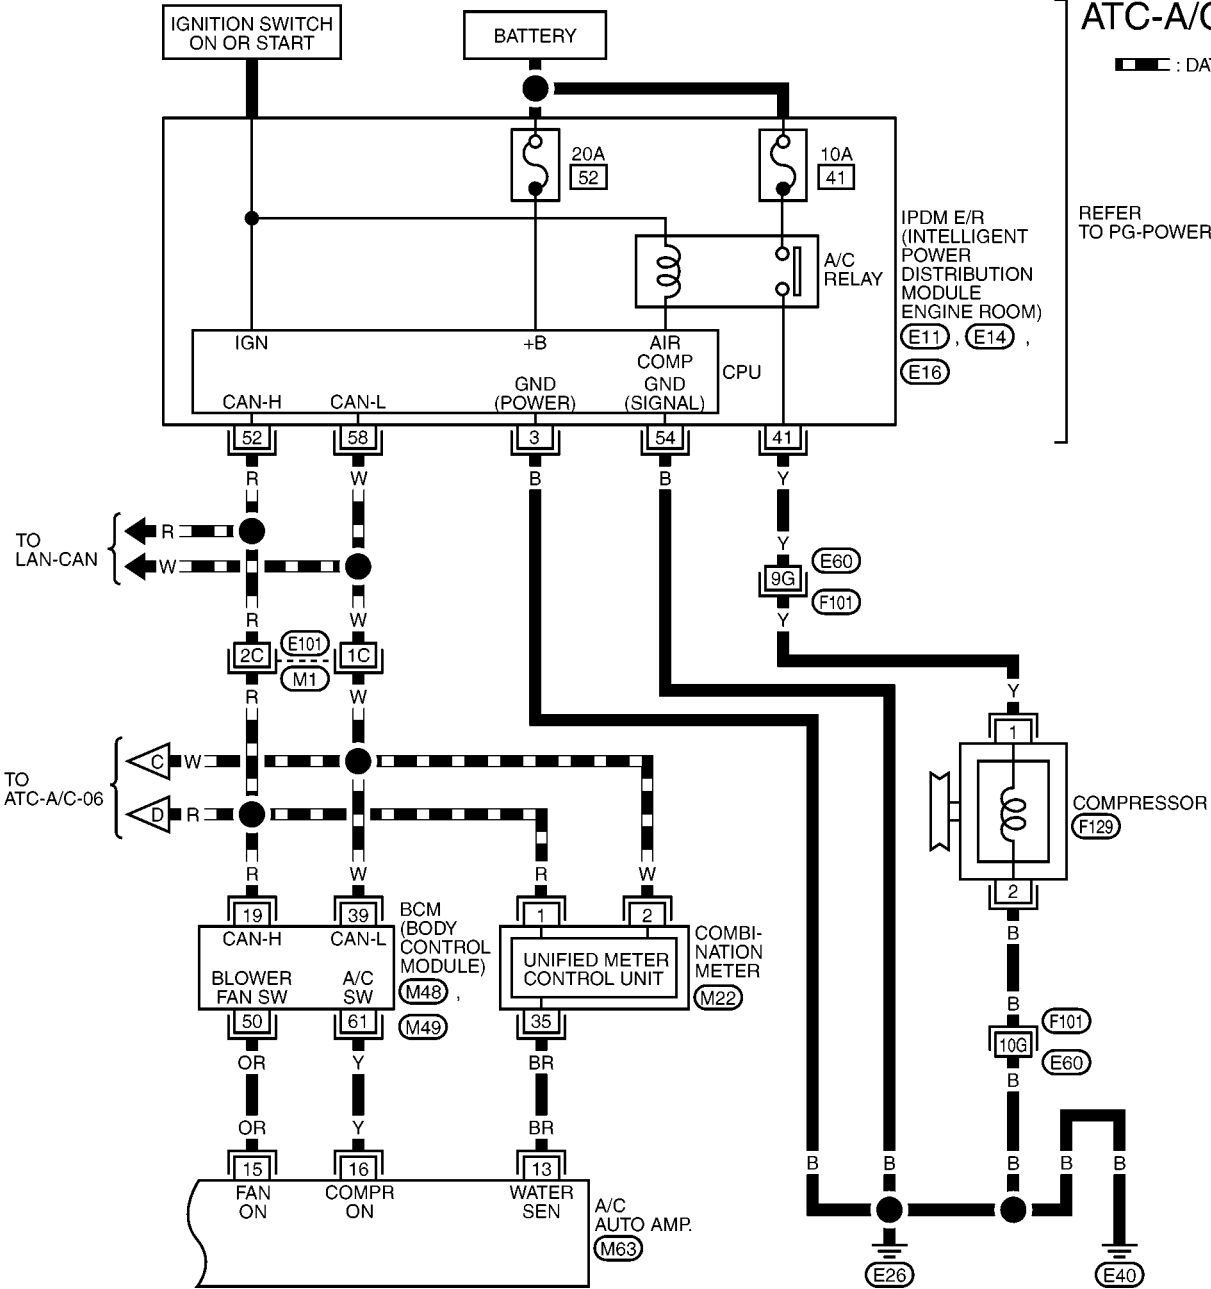 IGNITION SWITCH
ON OR START
BATTERY
ATC-A/C
: DA
20A
52
10A
41
REFER
TO PG-POWER
IPDM E/R
(INTELLIGENT
POWER
DISTRIBUTION
MODULE
ENGINE ROOM)
E11 , E14 ,
E16
A/C
RELAY
IGN
+B
AIR
COMP
CPU
CAN-H
CAN-L
GND
(POWER)
GND
(SIGNAL)
52
58
3
54
41
R
W
B
B
Y
TO
LAN-CAN
R
W
Y
9G
E60
F101
Y
R
W
2C
E101
M1
1C
R
W
Y
1
COMPRESSOR
F129
2
TO
ATC-A/C-06
C
W
D
R
R
W
R
W
19
39
BCM
(BODY
CONTROL
MODULE)
M48 ,
M49
CAN-H
CAN-L
BLOWER
FAN SW
A/C
SW
50
61
1
2
UNIFIED METER
CONTROL UNIT
COMBI-
NATION
METER
M22
35
B
B
10G
F101
E60
B
OR
Y
BR
OR
Y
BR
15
16
13
FAN
ON
COMPR
ON
WATER
SEN
A/C
AUTO AMP.
M63
B
B
B
B
B
E26
E40